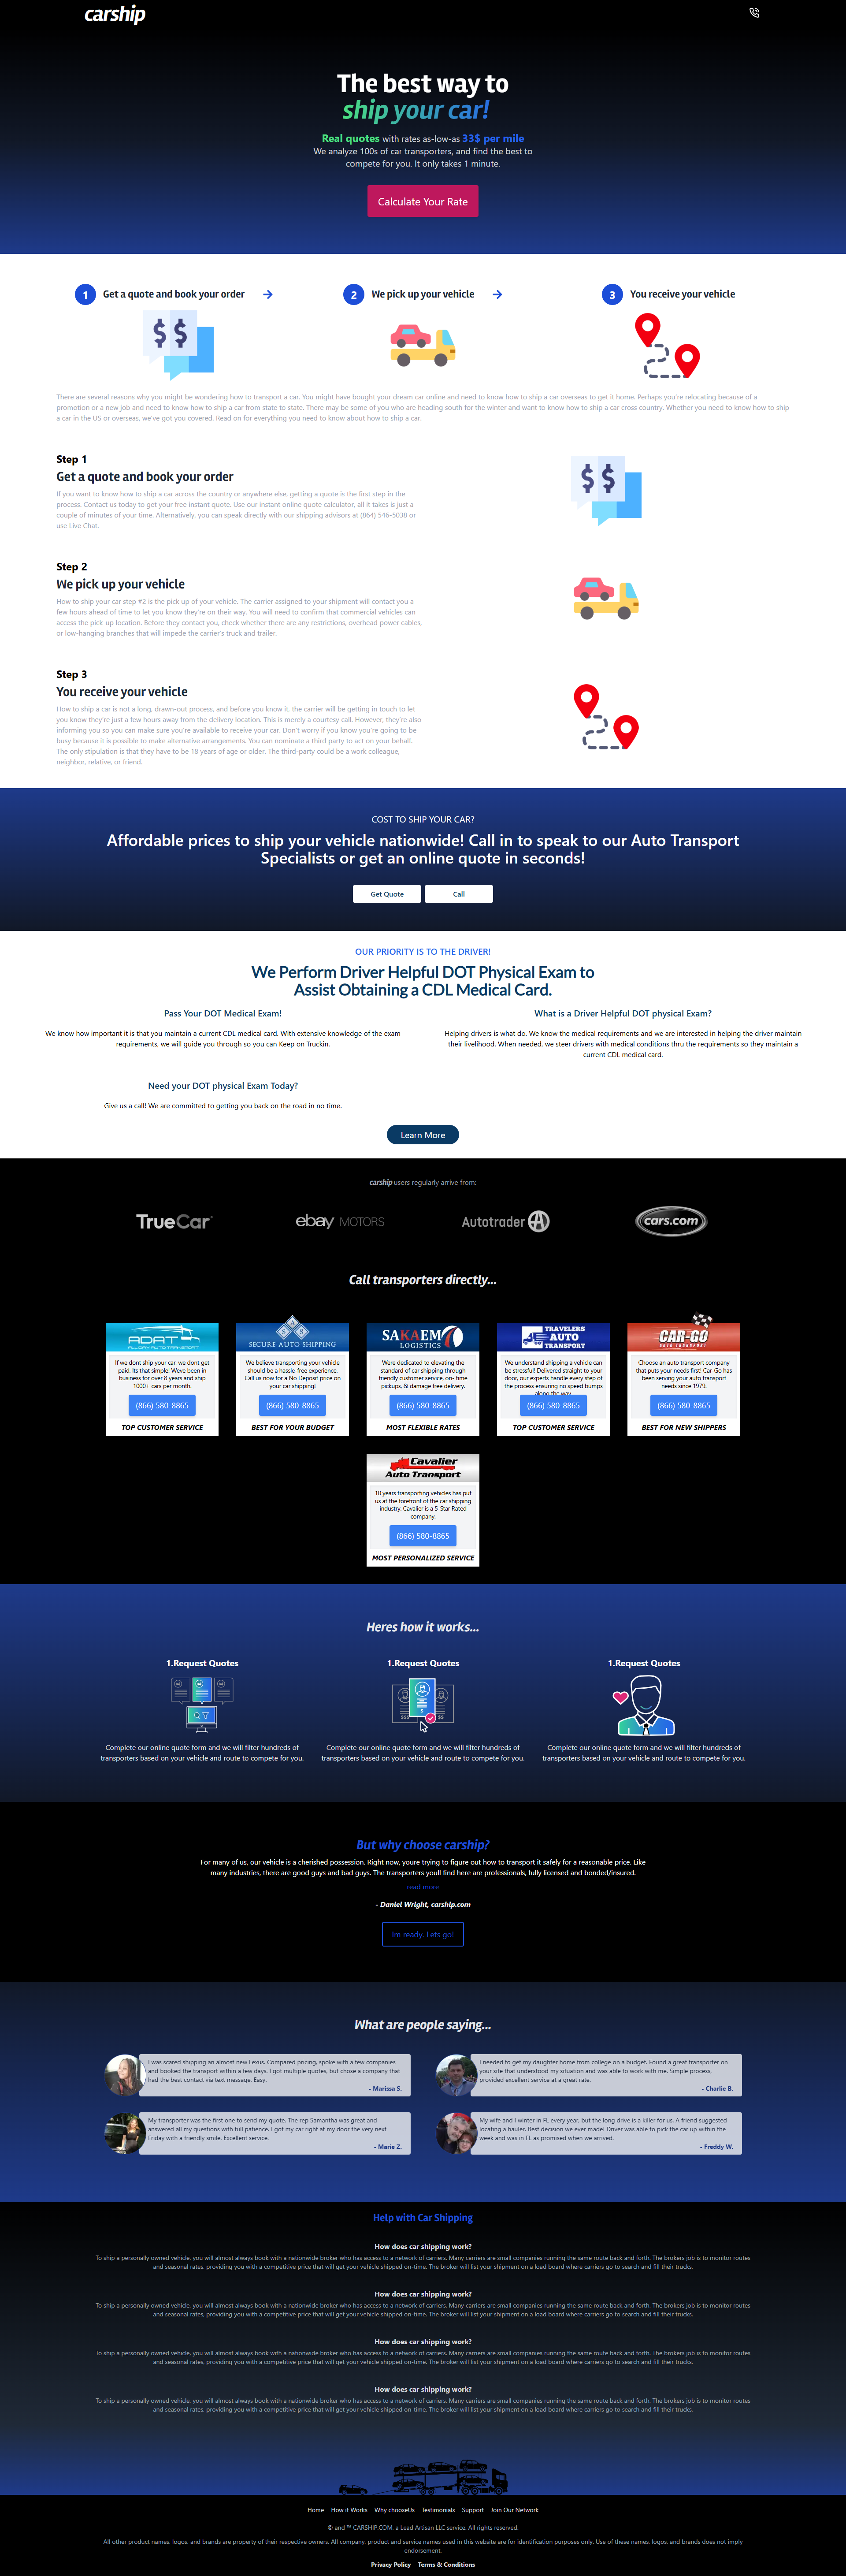 carship
The best way to
ship your car!
Real quotes with rates as-low-as 33$ per mile
We analyze 100s of car transporters, and find the best to
compete for you. It only takes 1 minute.
Calculate Your Rate
1 Get a quote and book your order →
2 We pick up your vehicle →
3 You receive your vehicle
$ $
There are several reasons why you might be wondering how to transport a car. You might have bought your dream car online and need to know how to ship a car overseas to get it home. Perhaps you're relocating because of a
promotion or a new job and need to know how to ship a car from state to state. There may be some of you who are heading south for the winter and want to know how to ship a car cross country. Whether you need to know how to ship
a car in the US or overseas, we've got you covered. Read on for everything you need to know about how to ship a car.
Step 1
Get a quote and book your order
If you want to know how to ship a car across the country or anywhere else, getting a quote is the first step in the
process. Contact us today to get your free instant quote. Use our instant online quote calculator, all it takes is just a
couple of minutes of your time. Alternatively, you can speak directly with our shipping advisors at (864) 546-5038 or
use Live Chat.
$ $
Step 2
We pick up your vehicle
How to ship your car step #2 is the pick up of your vehicle. The carrier assigned to your shipment will contact you a
few hours ahead of time to let you know they're on their way. You will need to confirm that commercial vehicles can
access the pick-up location. Before they contact you, check whether there are any restrictions, overhead power cables,
or low-hanging branches that will impede the carrier's truck and trailer.
Step 3
You receive your vehicle
How to ship a car is not a long, drawn-out process, and before you know it, the carrier will be getting in touch to let
you know they're just a few hours away from the delivery location. This is merely a courtesy call. However, they're also
informing you so you can make sure you're available to receive your car. Don't worry if you know you're going to be
busy because it is possible to make alternative arrangements. You can nominate a third party to act on your behalf.
The only stipulation is that they have to be 18 years of age or older. The third-party could be a work colleague,
neighbor, relative, or friend.
COST TO SHIP YOUR CAR?
Affordable prices to ship your vehicle nationwide! Call in to speak to our Auto Transport
Specialists or get an online quote in seconds!
Get Quote
Call
OUR PRIORITY IS TO THE DRIVER!
We Perform Driver Helpful DOT Physical Exam to
Assist Obtaining a CDL Medical Card.
Pass Your DOT Medical Exam!
We know how important it is that you maintain a current CDL medical card. With extensive knowledge of the exam
requirements, we will guide you through so you can Keep on Truckin.
What is a Driver Helpful DOT physical Exam?
Helping drivers is what do. We know the medical requirements and we are interested in helping the driver maintain
their livelihood. When needed, we steer drivers with medical conditions thru the requirements so they maintain a
current CDL medical card.
Need your DOT physical Exam Today?
Give us a call! We are committed to getting you back on the road in no time.
Learn More
carship users regularly arrive from:
TrueCar
ebay MOTORS
Autotrader
cars.com
Call transporters directly...
ADAT
If we dont ship your car, we dont get
paid. Its that simple! Weve been in
business for over 8 years and ship
1000+ cars per month.
(866) 580-8865
TOP CUSTOMER SERVICE
S A S
SECURE AUTO SHIPPING
We believe transporting your vehicle
should be a hassle-free experience.
Call us now for a No Deposit price on
your car shipping!
(866) 580-8865
BEST FOR YOUR BUDGET
SAKAEM
LOGISTICS
Were dedicated to elevating the
standard of car shipping through
friendly customer service, on- time
pickups, & damage free delivery.
(866) 580-8865
MOST FLEXIBLE RATES
TRAVELERS
AUTO
TRANSPORT
We understand shipping a vehicle can
be stressful! Delivered straight to your
door, our experts handle every step of
the process ensuring no speed bumps
along the way.
(866) 580-8865
TOP CUSTOMER SERVICE
CAR-GO
AUTO TRANSPORT
Choose an auto transport company
that puts your needs first! Car-Go has
been serving your auto transport
needs since 1979.
(866) 580-8865
BEST FOR NEW SHIPPERS
Cavalier
Auto Transport
10 years transporting vehicles has put
us at the forefront of the car shipping
industry. Cavalier is a 5-Star Rated
company.
(866) 580-8865
MOST PERSONALIZED SERVICE
Heres how it works...
1.Request Quotes
Complete our online quote form and we will filter hundreds of
transporters based on your vehicle and route to compete for you.
1.Request Quotes
Complete our online quote form and we will filter hundreds of
transporters based on your vehicle and route to compete for you.
1.Request Quotes
Complete our online quote form and we will filter hundreds of
transporters based on your vehicle and route to compete for you.
But why choose carship?
For many of us, our vehicle is a cherished possession. Right now, youre trying to figure out how to transport it safely for a reasonable price. Like
many industries, there are good guys and bad guys. The transporters youll find here are professionals, fully licensed and bonded/insured.
read more
- Daniel Wright, carship.com
Im ready. Lets go!
What are people saying...
I was scared shipping an almost new Lexus. Compared pricing, spoke with a few companies
and booked the transport within a few days. I got multiple quotes, but chose a company that
had the best contact via text message. Easy.
- Marissa S.
I needed to get my daughter home from college on a budget. Found a great transporter on
your site that understood my situation and was able to work with me. Simple process,
provided excellent service at a great rate.
- Charlie B.
My transporter was the first one to send my quote. The rep Samantha was great and
answered all my questions with full patience. I got my car right at my door the very next
Friday with a friendly smile. Excellent service.
- Marie Z.
My wife and I winter in FL every year, but the long drive is a killer for us. A friend suggested
locating a hauler. Best decision we ever made! Driver was able to pick the car up within the
week and was in FL as promised when we arrived.
- Freddy W.
Help with Car Shipping
How does car shipping work?
To ship a personally owned vehicle, you will almost always book with a nationwide broker who has access to a network of carriers. Many carriers are small companies running the same route back and forth. The brokers job is to monitor routes
and seasonal rates, providing you with a competitive price that will get your vehicle shipped on-time. The broker will list your shipment on a load board where carriers go to search and fill their trucks.
How does car shipping work?
To ship a personally owned vehicle, you will almost always book with a nationwide broker who has access to a network of carriers. Many carriers are small companies running the same route back and forth. The brokers job is to monitor routes
and seasonal rates, providing you with a competitive price that will get your vehicle shipped on-time. The broker will list your shipment on a load board where carriers go to search and fill their trucks.
How does car shipping work?
To ship a personally owned vehicle, you will almost always book with a nationwide broker who has access to a network of carriers. Many carriers are small companies running the same route back and forth. The brokers job is to monitor routes
and seasonal rates, providing you with a competitive price that will get your vehicle shipped on-time. The broker will list your shipment on a load board where carriers go to search and fill their trucks.
How does car shipping work?
To ship a personally owned vehicle, you will almost always book with a nationwide broker who has access to a network of carriers. Many carriers are small companies running the same route back and forth. The brokers job is to monitor routes
and seasonal rates, providing you with a competitive price that will get your vehicle shipped on-time. The broker will list your shipment on a load board where carriers go to search and fill their trucks.
Home How it Works Why chooseUs Testimonials Support Join Our Network
© and ™ CARSHIP.COM, a Lead Artisan LLC service. All rights reserved.
All other product names, logos, and brands are property of their respective owners. All company, product and service names used in this website are for identification purposes only. Use of these names, logos, and brands does not imply
endorsement.
Privacy Policy Terms & Conditions